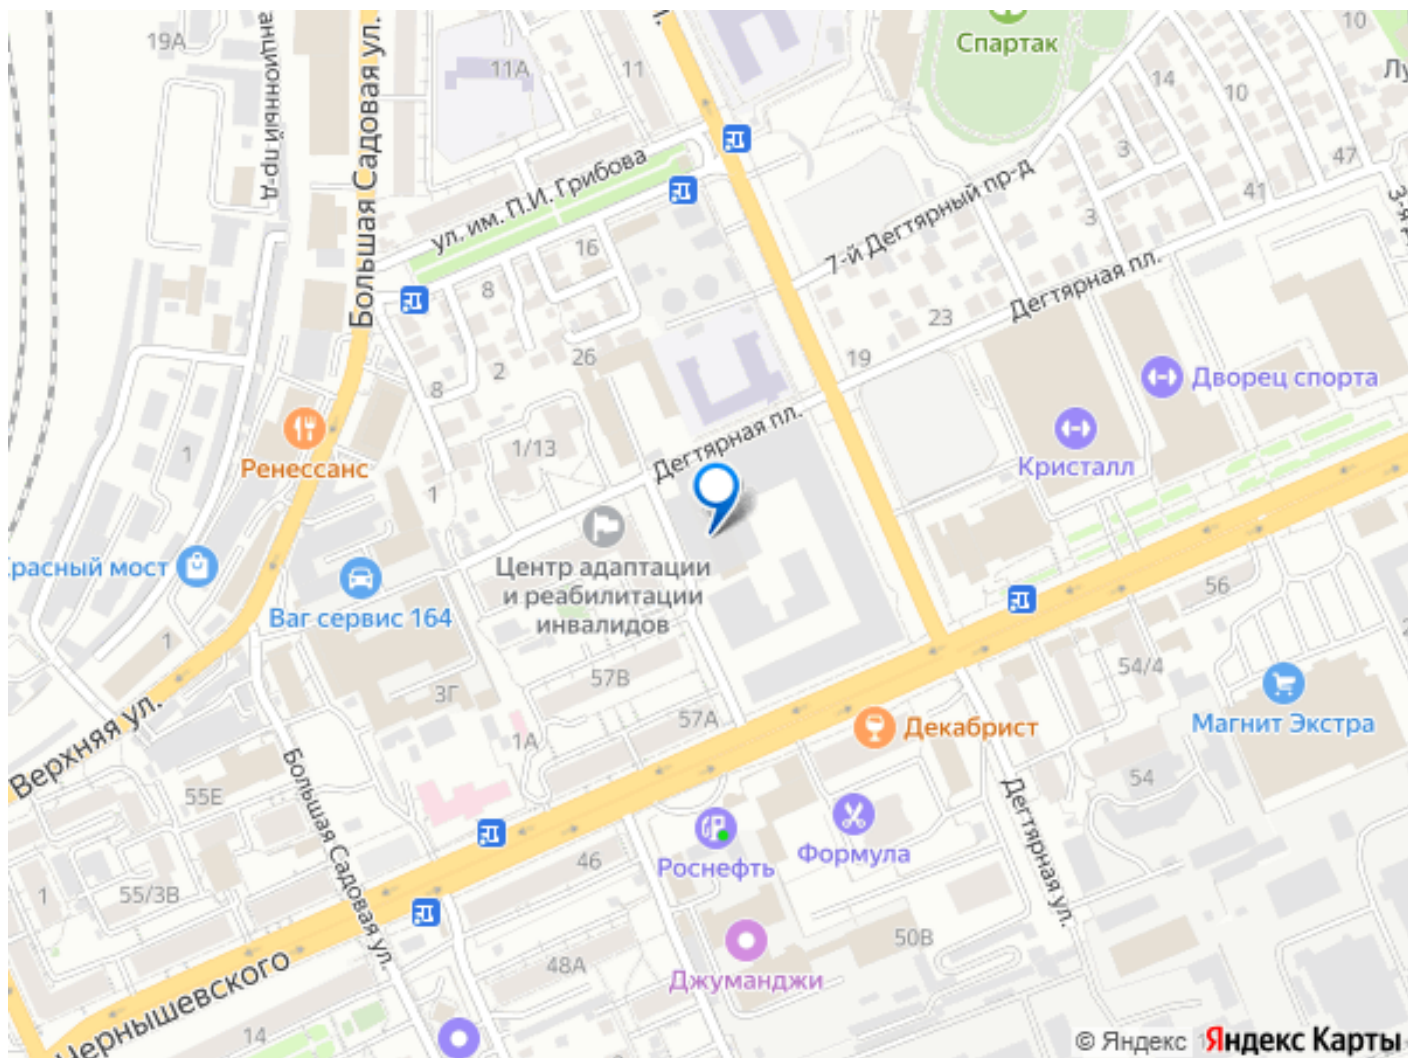 19А
Большая Садовая ул.
11А
11
Спартак
10
14
10
3
47
41
3
ул. им. П.И. Грибова
7-й Дегтярный пр-д
16
8
Дегтярная пл.
23
19
26
2
8
Дворец спорта
Кристалл
Ренессанс
1
1/13
1
Дегтярная пл.
Центр адаптации
и реабилитации
инвалидов
Ваг сервис 164
56
1
57В
54/4
3Г
57А
Верхняя ул.
1А
Декабрист
Магнит Экстра
55Е
Большая Садовая ул.
54
Дегтярная ул.
Роснефть
Формула
46
1
55/3В
50В
48А
Джуманджи
Чернышевского
14
© Яндекс
Яндекс Карты